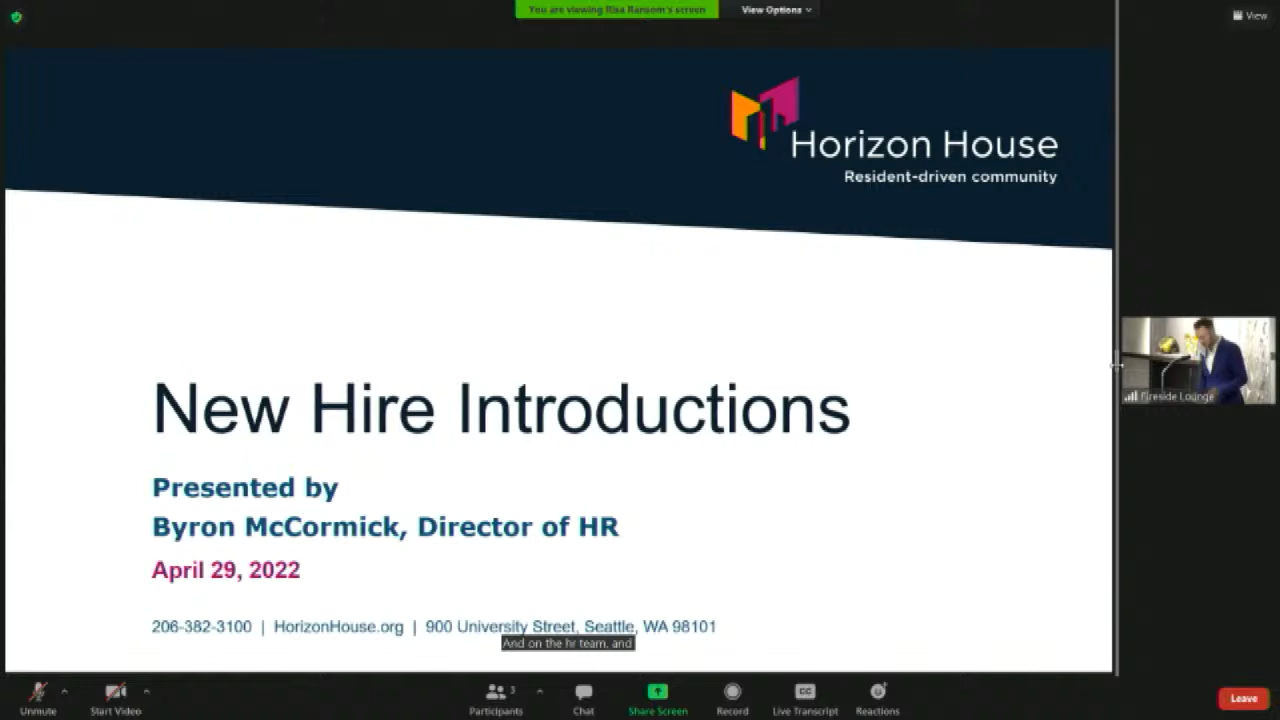 You are viewing Risa Ransom's screen
View Options
View
Horizon House
Resident-driven community
New Hire Introductions
Presented by
Byron McCormick, Director of HR
April 29, 2022
206-382-3100 | HorizonHouse.org | 900 University Street, Seattle, WA 98101
And on the hr team, and
Fireside Lounge
Unmute
Start Video
Participants
3
Chat
Share Screen
Record
CC
Live Transcript
Reactions
Leave